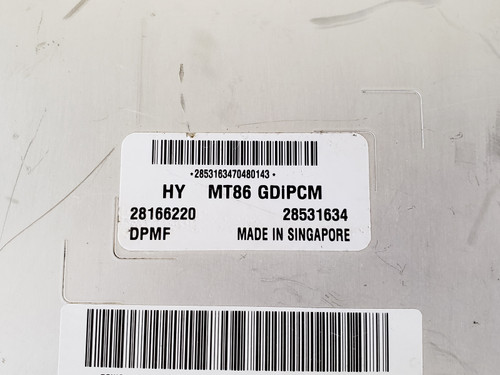 *2853163470480143*
HY MT86 GDIPCM
28166220 28531634
DPMF MADE IN SINGAPORE